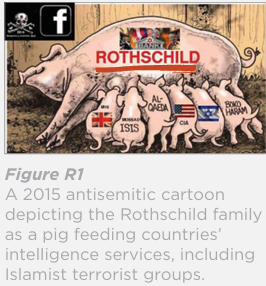 f
BANKS
ROTHSCHILD
MI6
MOSSAD
ISIS
AL-
QAEDA
CIA
BOKO
HARAM
Figure R1
A 2015 antisemitic cartoon
depicting the Rothschild family
as a pig feeding countries'
intelligence services, including
Islamist terrorist groups.